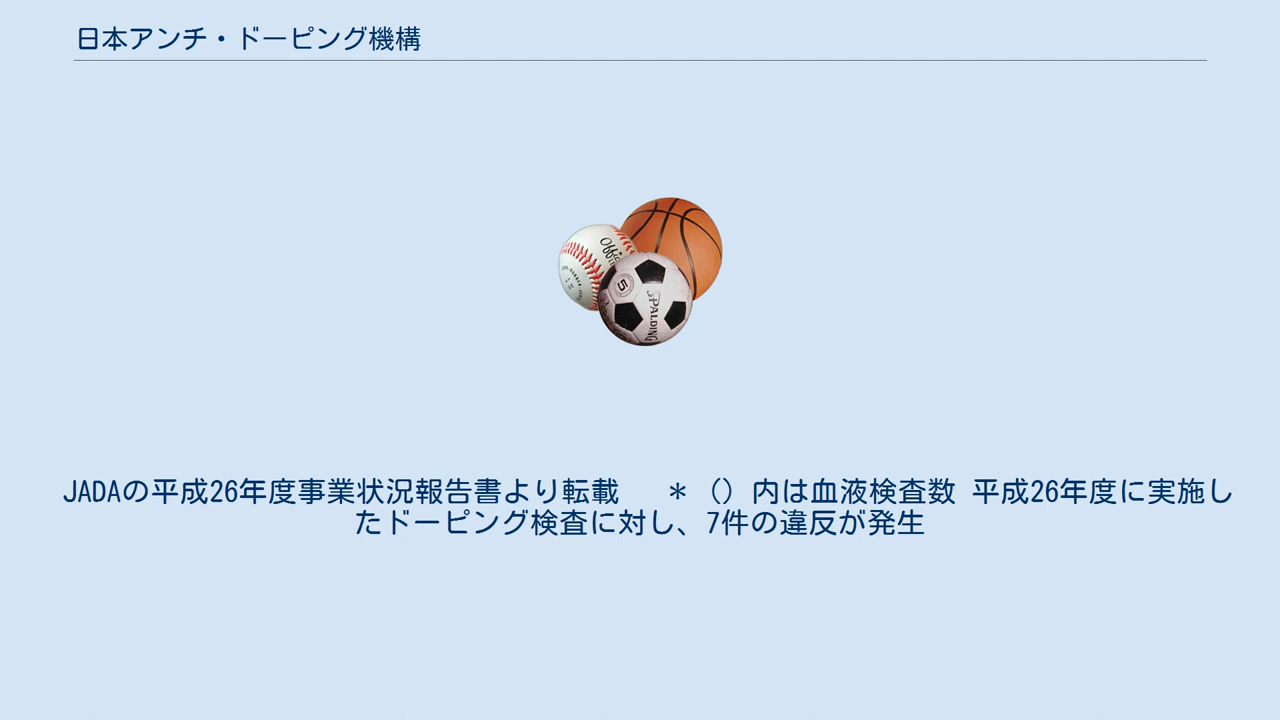 日本アンチ・ドーピング機構
Offic
5
SPALDING
JADAの平成26年度事業状況報告書より転載　　＊（）内は血液検査数 平成26年度に実施し
たドーピング検査に対し、7件の違反が発生